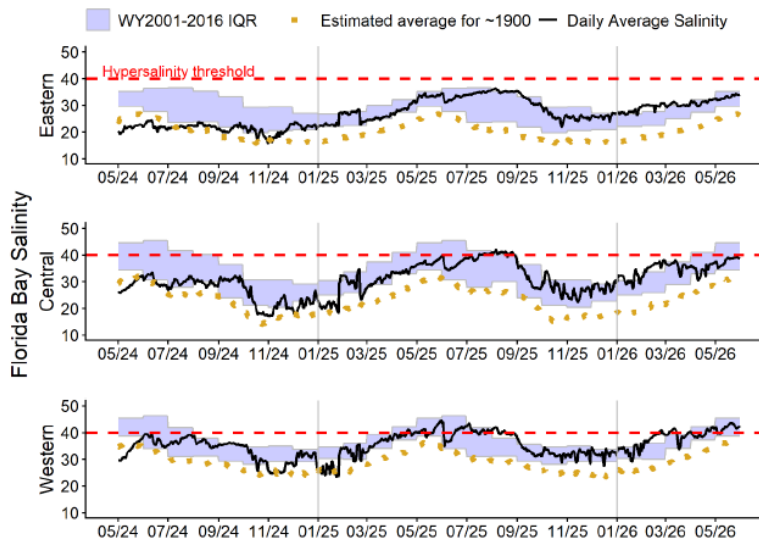 WY2001-2016 IQR Estimated average for ~1900 Daily Average Salinity
Florida Bay Salinity
Eastern
50
40
30
20
10
Hypersalinity threshold
05/24 07/24 09/24 11/24 01/25 03/25 05/25 07/25 09/25 11/25 01/26 03/26 05/26
Central
50
40
30
20
10
05/24 07/24 09/24 11/24 01/25 03/25 05/25 07/25 09/25 11/25 01/26 03/26 05/26
Western
50
40
30
20
10
05/24 07/24 09/24 11/24 01/25 03/25 05/25 07/25 09/25 11/25 01/26 03/26 05/26